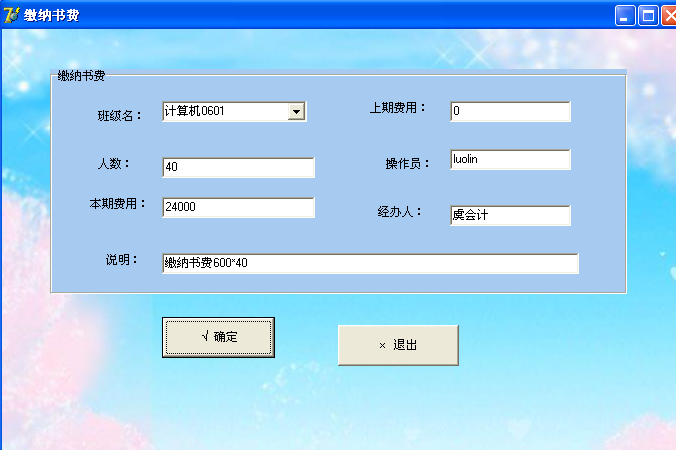 缴纳书费
缴纳书费
班级名： 计算机0601 上期费用： 0
人数： 40 操作员： luolin
本期费用： 24000 经办人： 虞会计
说明： 缴纳书费600*40
√ 确定 × 退出